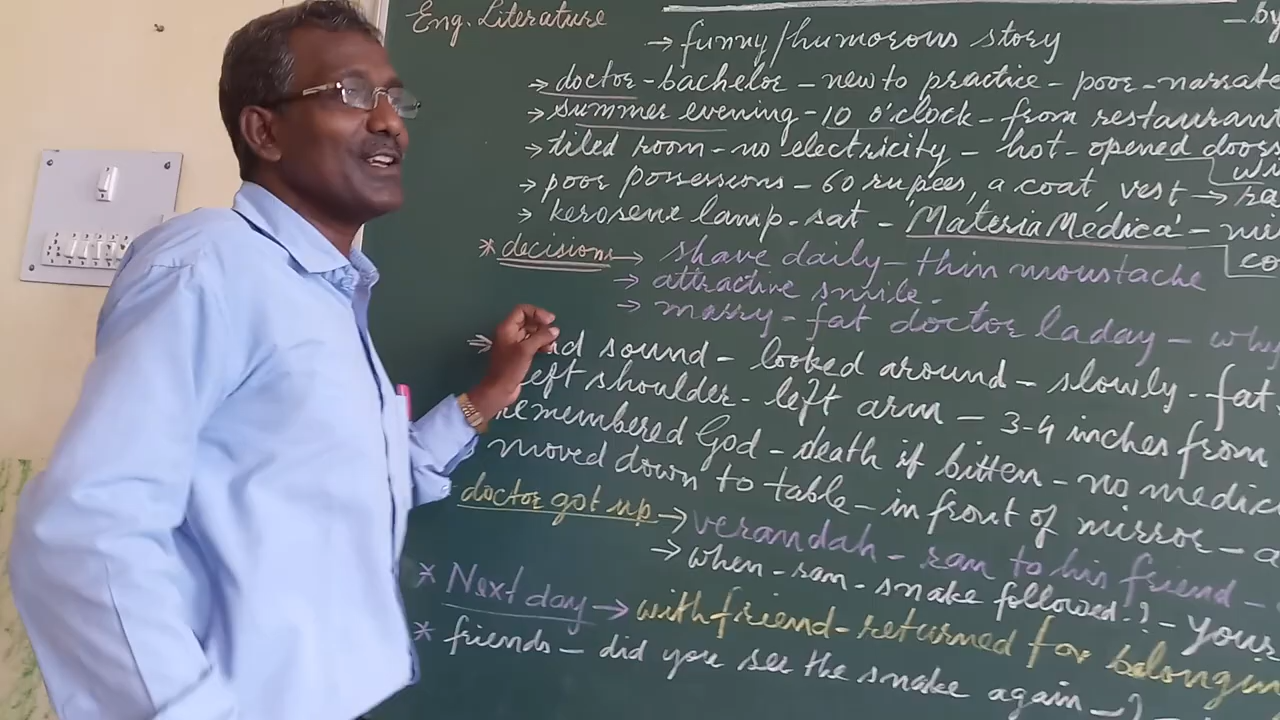 Eng. Literature
– by
→ funny/humorous story
→ doctor - bachelor – new to practice – poor – narrate
→ summer evening – 10 o'clock – from restaurant
→ tiled room – no electricity – hot – opened doors
→ poor possessions – 60 rupees, a coat, vest →
→ kerosene lamp - sat – 'Materia Medica' –
* decisions → shave daily – thin moustache
→ attractive smile.
→ marry – fat doctor laday – why
sound – looked around – slowly - fat
left shoulder - left arm – 3-4 inches from
remembered God – death if bitten – no medic
moved down to table – in front of mirror – a
doctor got up → verandah – ran to his friend –
→ when – ran – snake followed!? –
* Next day → with friend – returned for belongin
* friends – did you see the snake again – ?